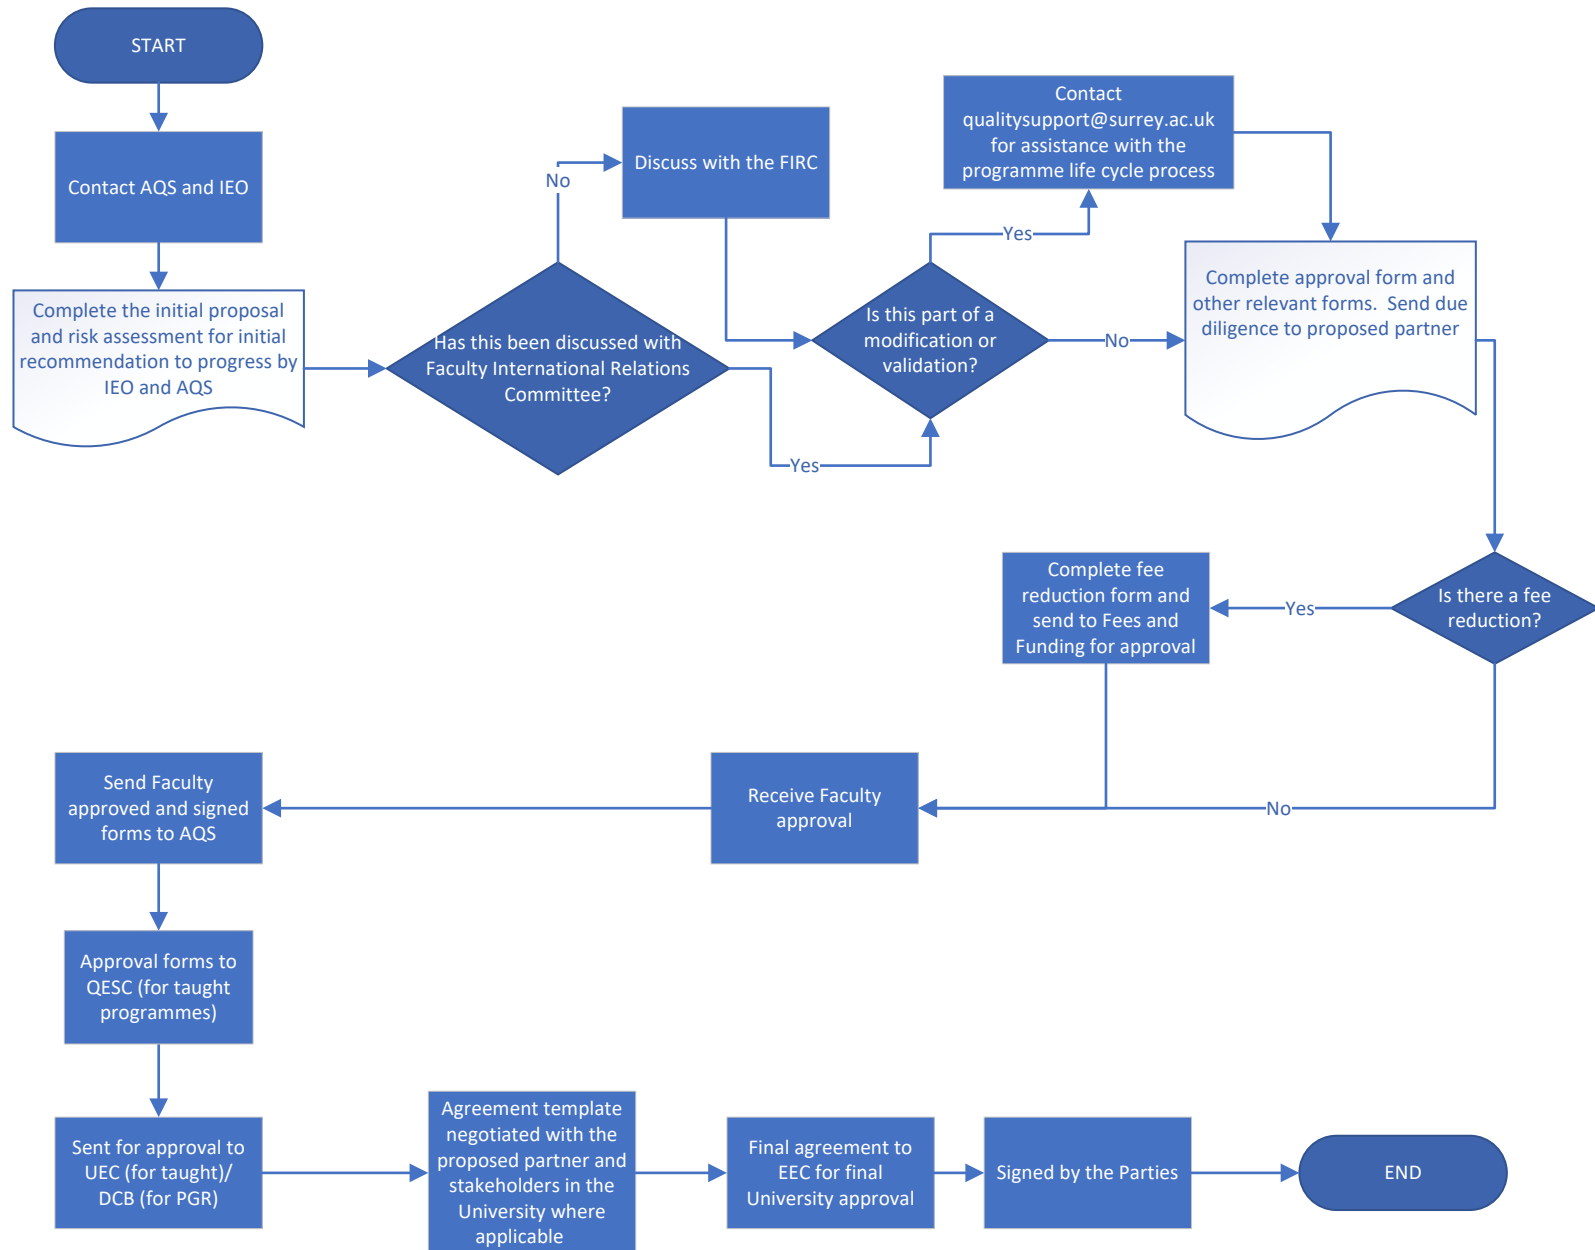 START
Contact AQS and IEO
Complete the initial proposal
and risk assessment for initial
recommendation to progress by
IEO and AQS
Has this been discussed with
Faculty International Relations
Committee?
No
Discuss with the FIRC
Yes
Is this part of a
modification or
validation?
Yes
Contact
qualitysupport@surrey.ac.uk
for assistance with the
programme life cycle process
No
Complete approval form and
other relevant forms.  Send due
diligence to proposed partner
Is there a fee
reduction?
Yes
Complete fee
reduction form and
send to Fees and
Funding for approval
No
Receive Faculty
approval
Send Faculty
approved and signed
forms to AQS
Approval forms to
QESC (for taught
programmes)
Sent for approval to
UEC (for taught)/
DCB (for PGR)
Agreement template
negotiated with the
proposed partner and
stakeholders in the
University where
applicable
Final agreement to
EEC for final
University approval
Signed by the Parties
END